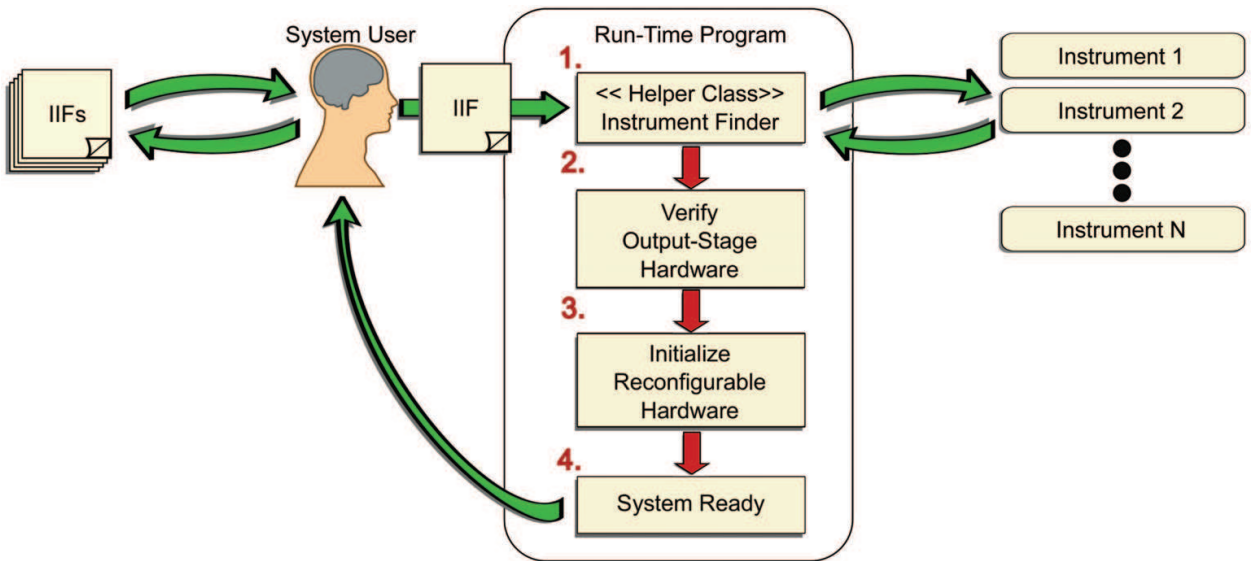 System User
Run-Time Program
IIFs
IIF
1.
<< Helper Class>>
Instrument Finder
2.
Verify
Output-Stage
Hardware
3.
Initialize
Reconfigurable
Hardware
4.
System Ready
Instrument 1
Instrument 2
Instrument N